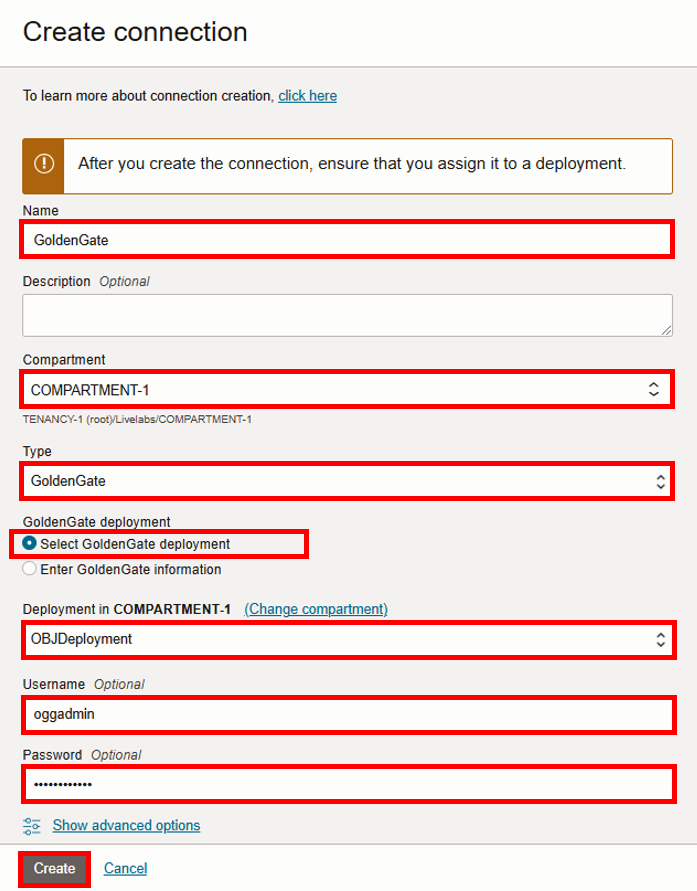 Create connection
To learn more about connection creation, click here
After you create the connection, ensure that you assign it to a deployment.
Name
GoldenGate
Description Optional
Compartment
COMPARTMENT-1
TENANCY-1 (root)/Livelabs/COMPARTMENT-1
Type
GoldenGate
GoldenGate deployment
Select GoldenGate deployment
Enter GoldenGate information
Deployment in COMPARTMENT-1 (Change compartment)
OBJDeployment
Username Optional
oggadmin
Password Optional
••••••••••••
Show advanced options
Create Cancel